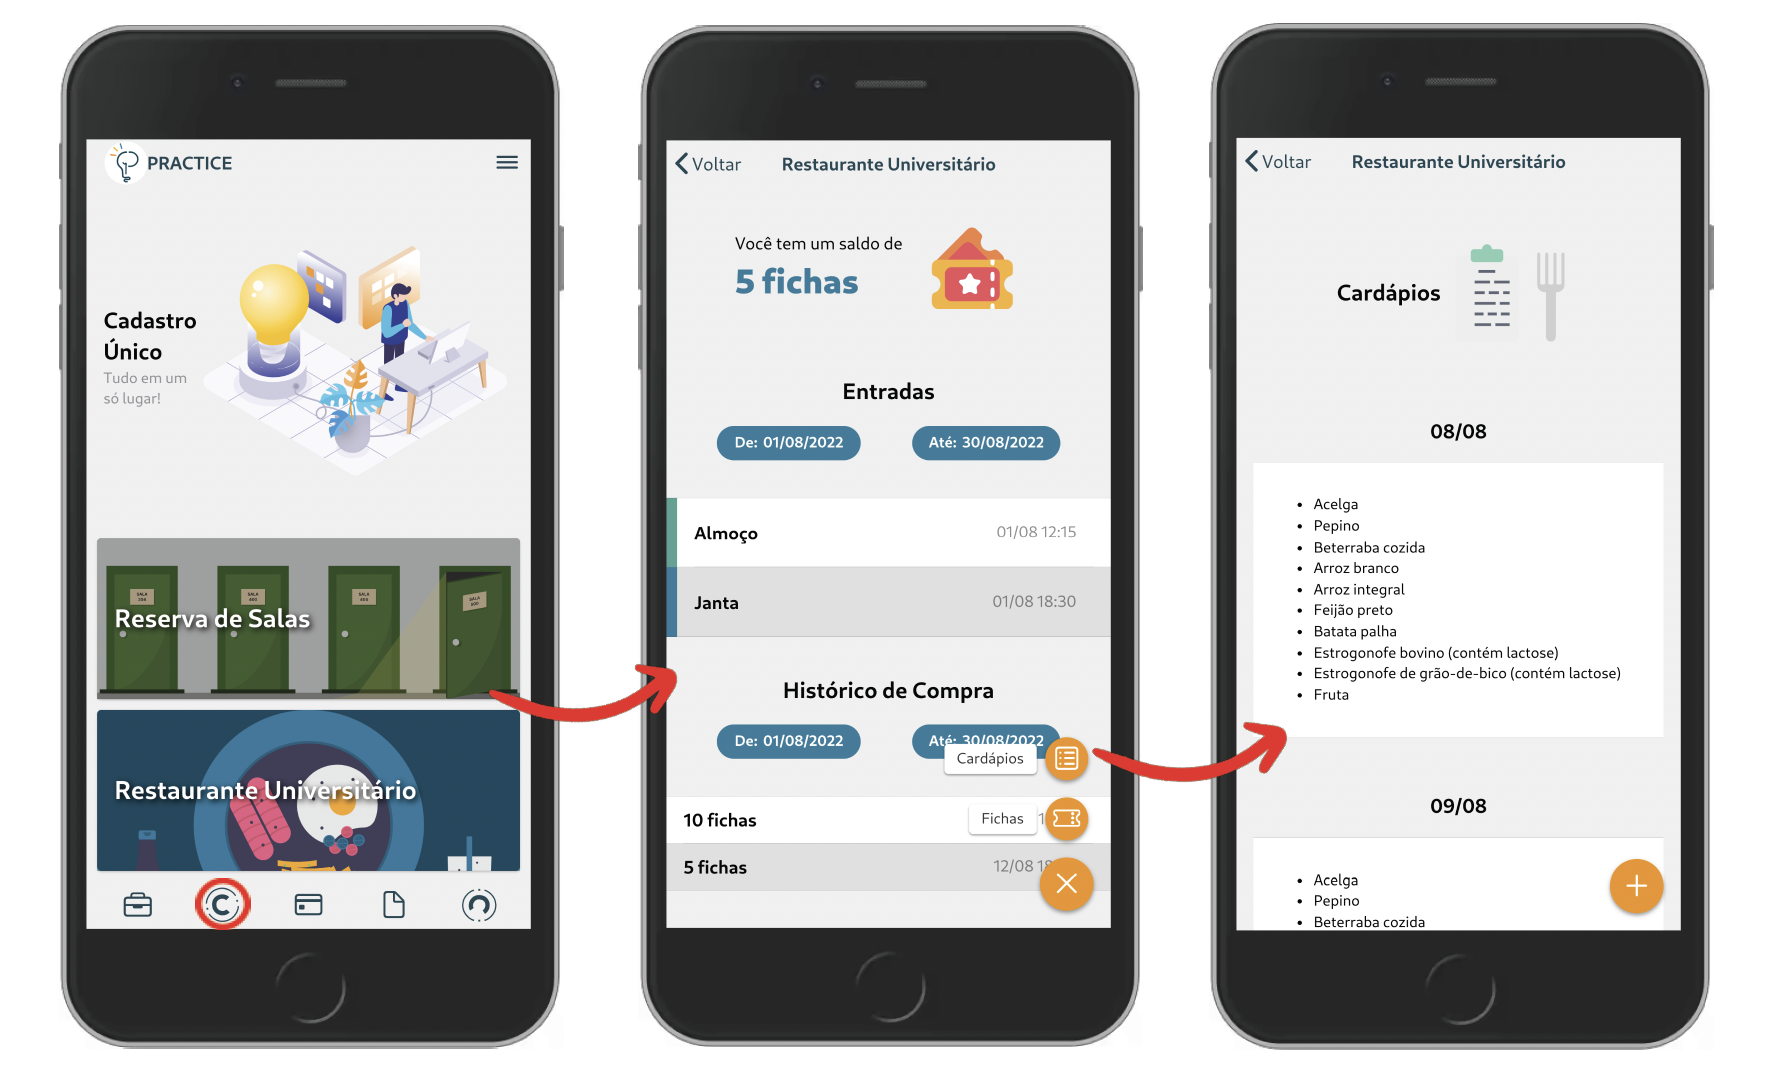 PRACTICE
Cadastro
Único
Tudo em um
só lugar!
SALA
SALA
SALA
SALA
Reserva de Salas
Restaurante Universitário
C
Voltar
Restaurante Universitário
Você tem um saldo de
5 fichas
Entradas
De: 01/08/2022
Até: 30/08/2022
Almoço
01/08 12:15
Janta
01/08 18:30
Histórico de Compra
De: 01/08/2022
Até: 30/08/2022
Cardápios
10 fichas
Fichas
5 fichas
12/08
Voltar
Restaurante Universitário
Cardápios
08/08
• Acelga
• Pepino
• Beterraba cozida
• Arroz branco
• Arroz integral
• Feijão preto
• Batata palha
• Estrogonofe bovino (contém lactose)
• Estrogonofe de grão-de-bico (contém lactose)
• Fruta
09/08
• Acelga
• Pepino
• Beterraba cozida